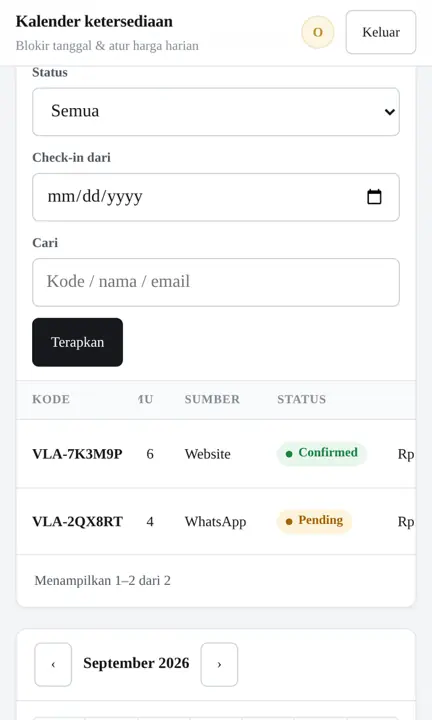 Kalender ketersediaan
Blokir tanggal & atur harga harian
O
Keluar
Status
Semua
Check-in dari
mm/dd/yyyy
Cari
Kode / nama / email
Terapkan
KODE SUMBER STATUS
VLA-7K3M9P 6 Website Confirmed Rp
VLA-2QX8RT 4 WhatsApp Pending Rp
Menampilkan 1–2 dari 2
‹ September 2026 ›